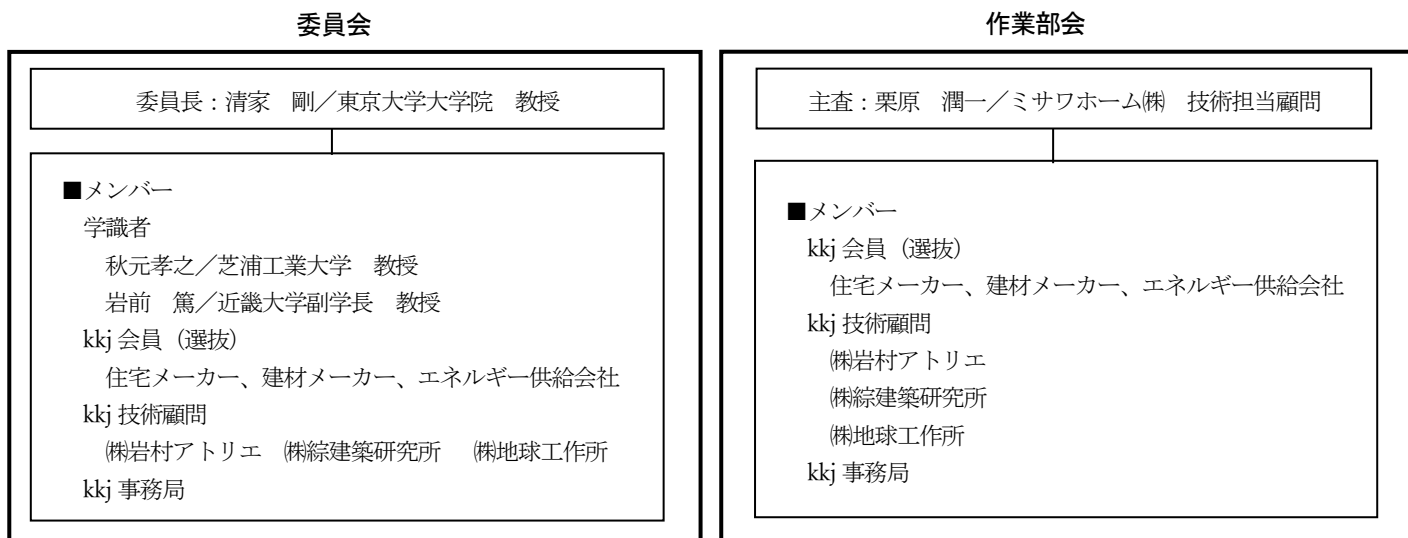 委員会
委員長：清家　剛／東京大学大学院　教授
■メンバー
学識者
秋元孝之／芝浦工業大学　教授
岩前　篤／近畿大学副学長　教授
kkj 会員（選抜）
住宅メーカー、建材メーカー、エネルギー供給会社
kkj 技術顧問
㈱岩村アトリエ　㈱綜建築研究所　㈱地球工作所
kkj 事務局
作業部会
主査：栗原　潤一／ミサワホーム㈱　技術担当顧問
■メンバー
kkj 会員（選抜）
住宅メーカー、建材メーカー、エネルギー供給会社
kkj 技術顧問
㈱岩村アトリエ
㈱綜建築研究所
㈱地球工作所
kkj 事務局